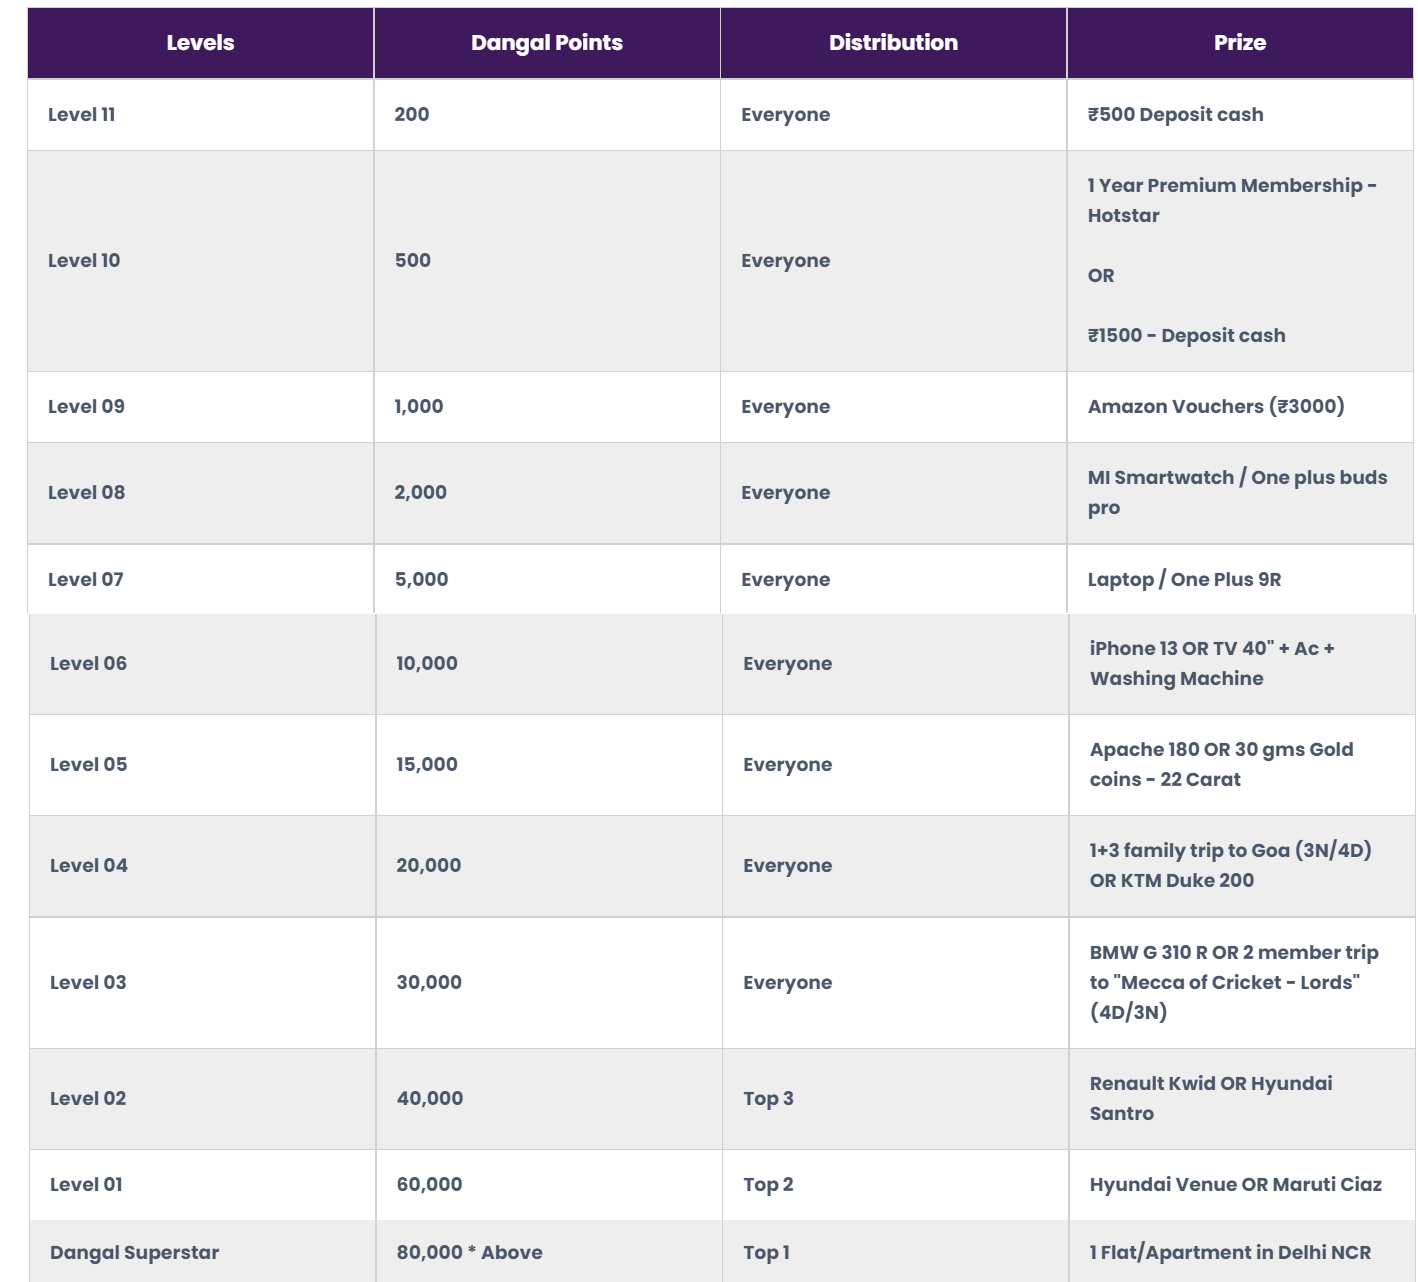 Levels Dangal Points Distribution Prize
Level 11 200 Everyone ₹500 Deposit cash
Level 10 500 Everyone 1 Year Premium Membership -
Hotstar
OR
₹1500 - Deposit cash
Level 09 1,000 Everyone Amazon Vouchers (₹3000)
Level 08 2,000 Everyone MI Smartwatch / One plus buds
pro
Level 07 5,000 Everyone Laptop / One Plus 9R
Level 06 10,000 Everyone iPhone 13 OR TV 40" + Ac +
Washing Machine
Level 05 15,000 Everyone Apache 180 OR 30 gms Gold
coins - 22 Carat
Level 04 20,000 Everyone 1+3 family trip to Goa (3N/4D)
OR KTM Duke 200
Level 03 30,000 Everyone BMW G 310 R OR 2 member trip
to "Mecca of Cricket - Lords"
(4D/3N)
Level 02 40,000 Top 3 Renault Kwid OR Hyundai
Santro
Level 01 60,000 Top 2 Hyundai Venue OR Maruti Ciaz
Dangal Superstar 80,000 * Above Top 1 1 Flat/Apartment in Delhi NCR